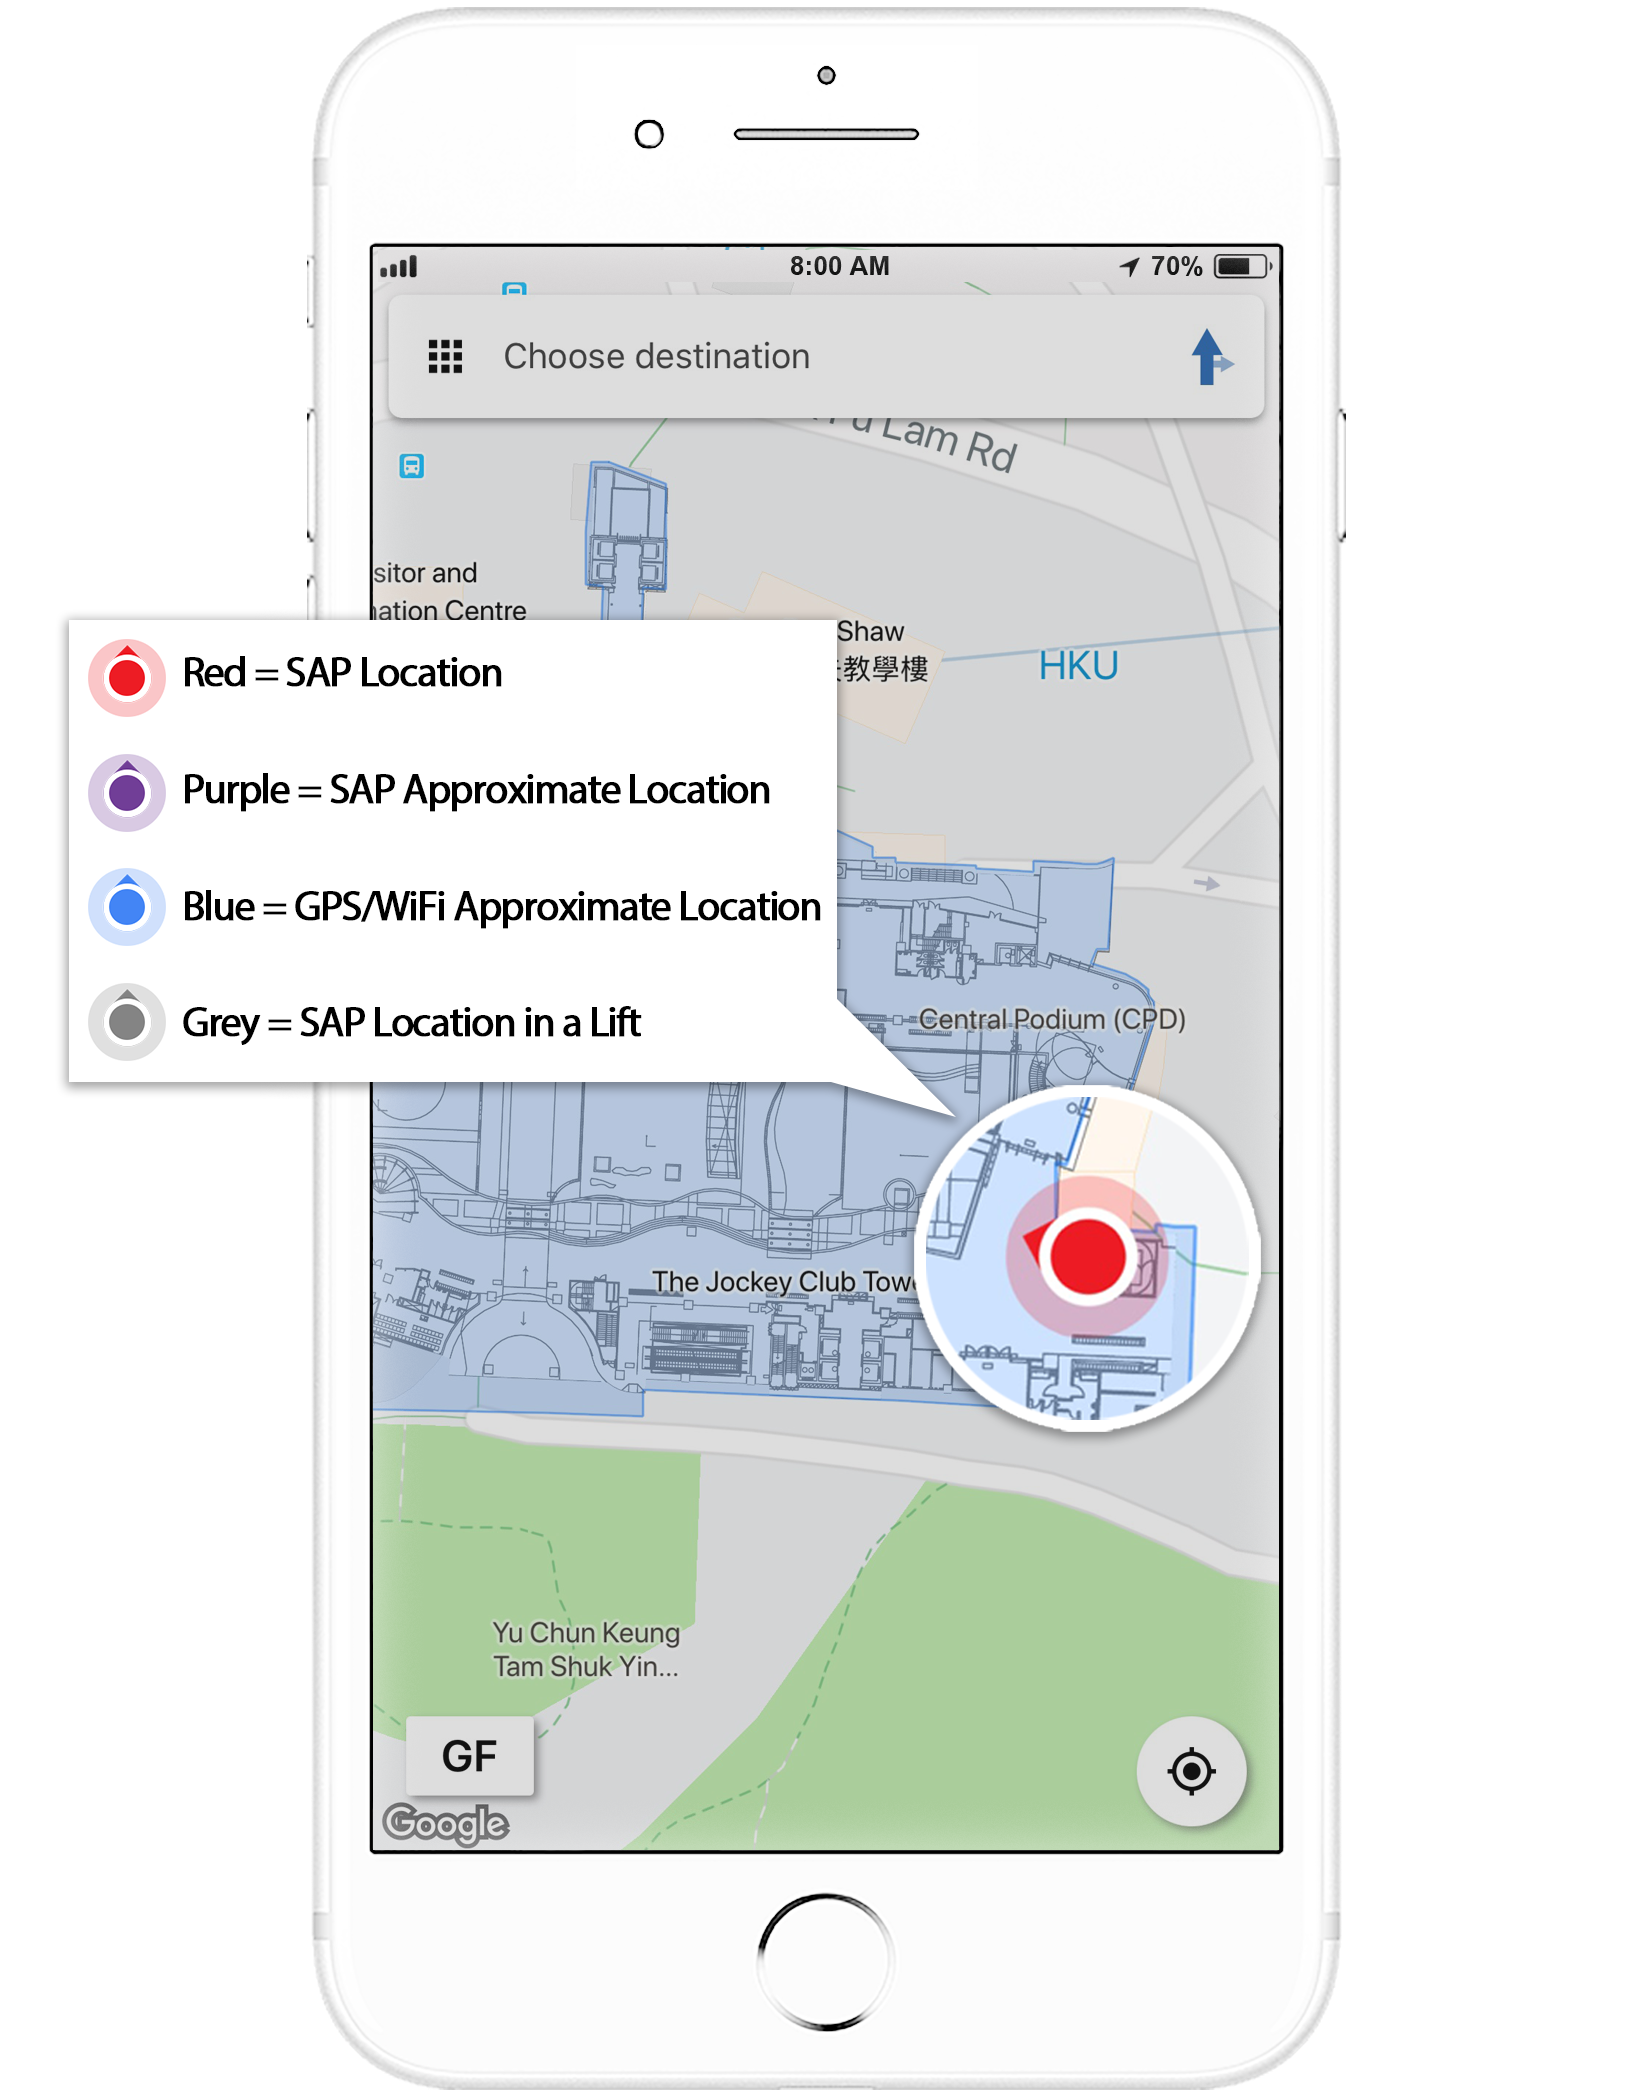 8:00 AM
70%
Choose destination
Fu Lam Rd
sitor and
ation Centre
Shaw
教學樓
HKU
Red = SAP Location
Purple = SAP Approximate Location
Blue = GPS/WiFi Approximate Location
Grey = SAP Location in a Lift
Central Podium (CPD)
The Jockey Club Towe
Yu Chun Keung
Tam Shuk Yin...
GF
Google